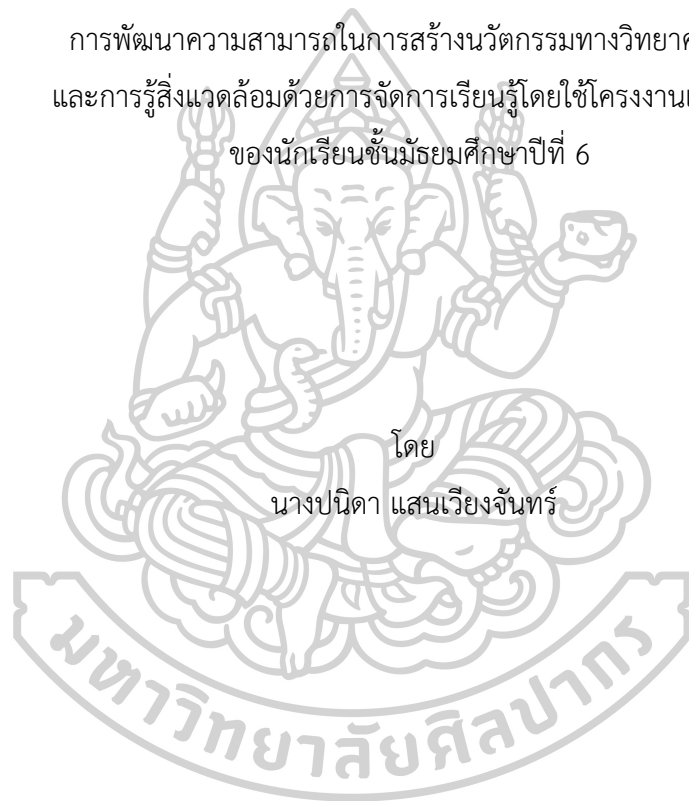 การพัฒนาความสามารถในการสร้างนวัตกรรมทางวิทยา
และการรู้สิ่งแวดล้อมด้วยการจัดการเรียนรู้โดยใช้โครงงาน
ของนักเรียนชั้นมัธยมศึกษาปีที่ 6
โดย
นางปนิดา แสนเวียงจันทร์
มหาวิทยาลัยศิลปากร